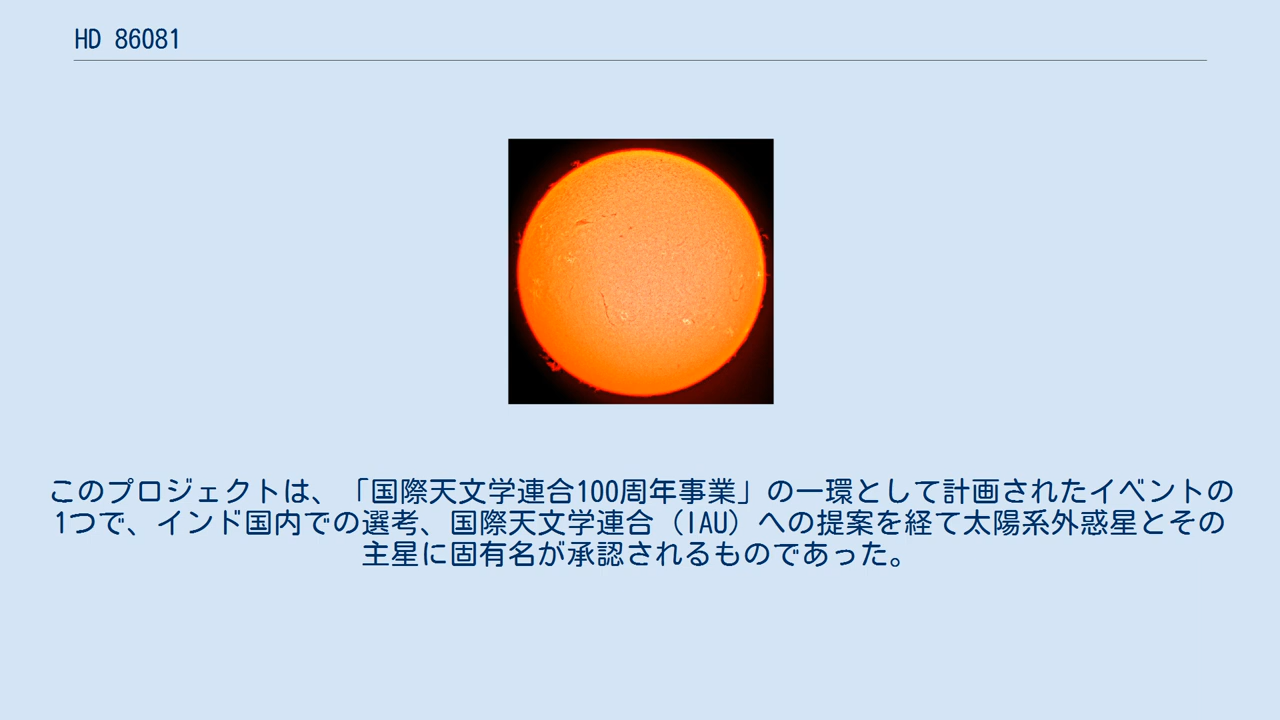 HD 86081
このプロジェクトは、「国際天文学連合100周年事業」の一環として計画されたイベントの
1つで、インド国内での選考、国際天文学連合（IAU）への提案を経て太陽系外惑星とその
主星に固有名が承認されるものであった。